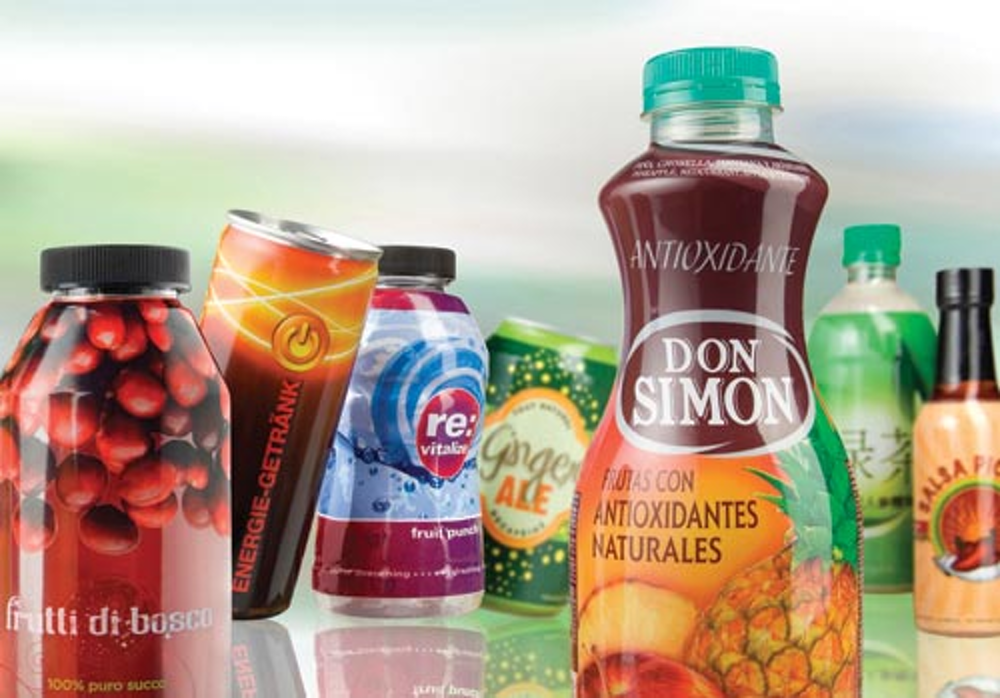 frutti di bosco
100% puro succo
ENERGIE-GETRÄNK
re:
vitalize
fruit punch
Ginger
ALE
ANTIOXIDANTE
DON
SIMON
FRUTAS CON
ANTIOXIDANTES
NATURALES
绿茶
SALSA PIC